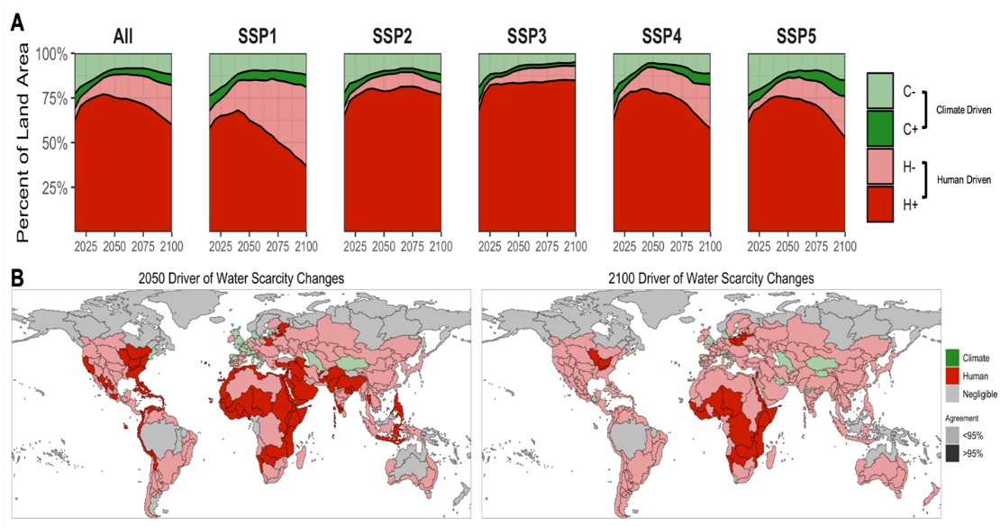 A
All SSP1 SSP2 SSP3 SSP4 SSP5
Percent of Land Area
100%
75%
50%
25%
2025 2050 2075 2100 2025 2050 2075 2100 2025 2050 2075 2100 2025 2050 2075 2100 2025 2050 2075 2100 2025 2050 2075 2100
C-
C+
Climate Driven
H-
H+
Human Driven
B
2050 Driver of Water Scarcity Changes
2100 Driver of Water Scarcity Changes
Climate
Human
Negligible
Agreement
<95%
>95%